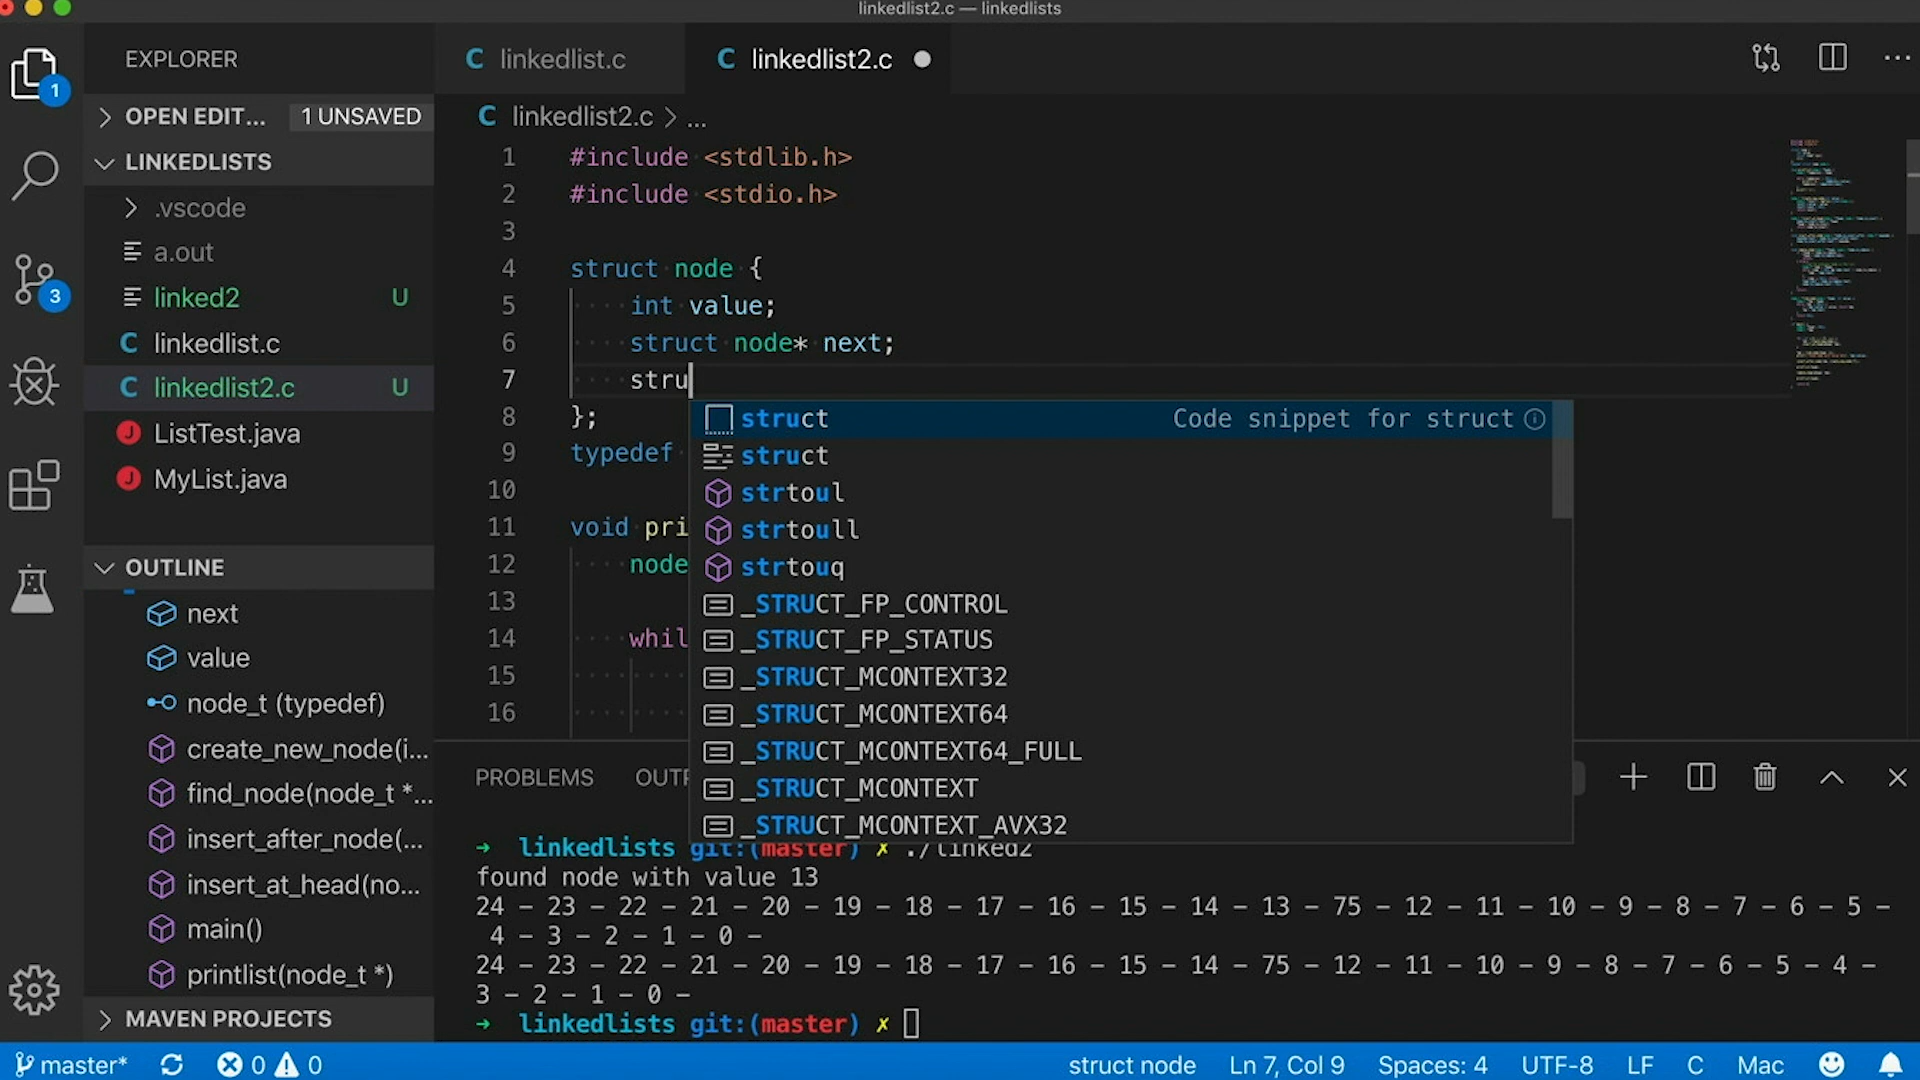 linkedlist2.c — linkedlists
EXPLORER
OPEN EDIT... 1 UNSAVED
LINKEDLISTS
.vscode
a.out
linked2 U
linkedlist.c
linkedlist2.c U
ListTest.java
MyList.java
OUTLINE
next
value
node_t (typedef)
create_new_node(i...
find_node(node_t *...
insert_after_node(...
insert_at_head(no...
main()
printlist(node_t *)
MAVEN PROJECTS
1
3
C linkedlist.c
C linkedlist2.c
C linkedlist2.c > ...
1 #include <stdlib.h>
2 #include <stdio.h>
3
4 struct node {
5 int value;
6 struct node* next;
7 stru
8 };
9 typedef
10
11 void pri
12 node
13
14 whil
15
16
struct Code snippet for struct
struct
strtoul
strtoull
strtouq
_STRUCT_FP_CONTROL
_STRUCT_FP_STATUS
_STRUCT_MCONTEXT32
_STRUCT_MCONTEXT64
_STRUCT_MCONTEXT64_FULL
_STRUCT_MCONTEXT
_STRUCT_MCONTEXT_AVX32
PROBLEMS OUTP
→ linkedlists git:(master) ✗ ./linked2
found node with value 13
24 - 23 - 22 - 21 - 20 - 19 - 18 - 17 - 16 - 15 - 14 - 13 - 75 - 12 - 11 - 10 - 9 - 8 - 7 - 6 - 5 -
4 - 3 - 2 - 1 - 0 -
24 - 23 - 22 - 21 - 20 - 19 - 18 - 17 - 16 - 15 - 14 - 75 - 12 - 11 - 10 - 9 - 8 - 7 - 6 - 5 - 4 -
3 - 2 - 1 - 0 -
→ linkedlists git:(master) ✗
master* 0 0 struct node Ln 7, Col 9 Spaces: 4 UTF-8 LF C Mac